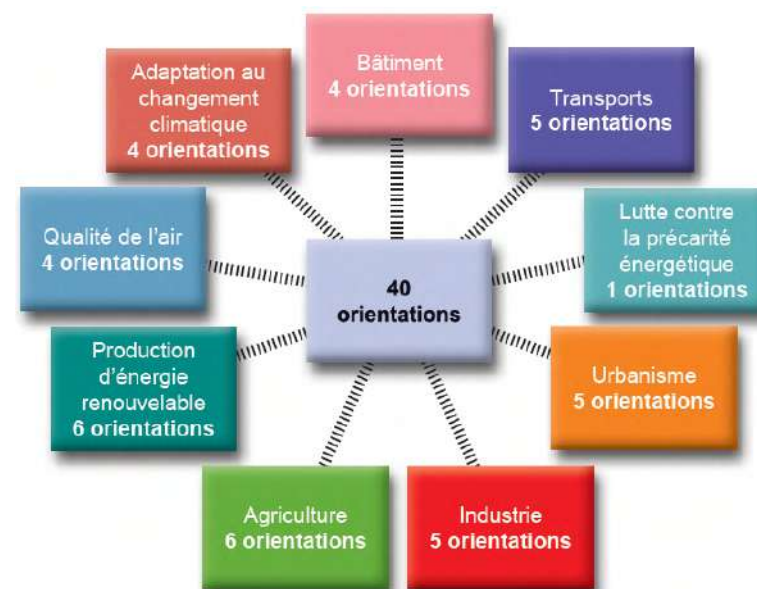 Bâtiment
4 orientations
Adaptation au
changement
climatique
4 orientations
Transports
5 orientations
Qualité de l'air
4 orientations
Lutte contre
la précarité
énergétique
1 orientations
40
orientations
Production
d'énergie
renouvelable
6 orientations
Urbanisme
5 orientations
Agriculture
6 orientations
Industrie
5 orientations